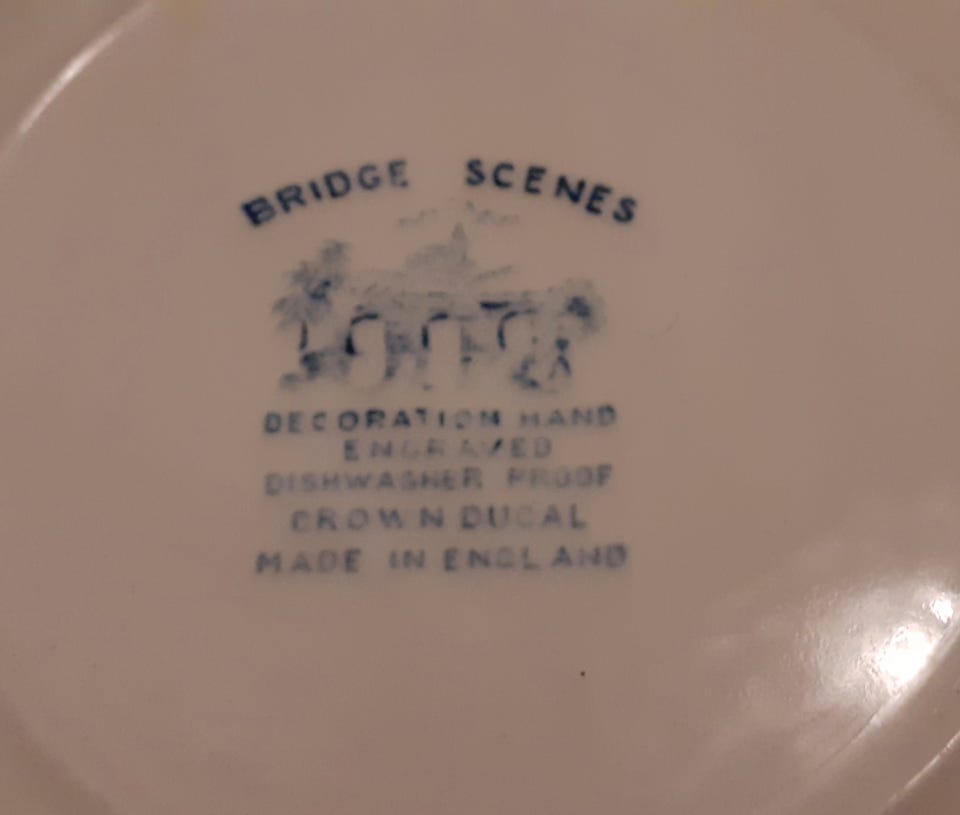 BRIDGE SCENES
DECORATION HAND
ENGRAVED
DISHWASHER PROOF
CROWN DUCAL
MADE IN ENGLAND